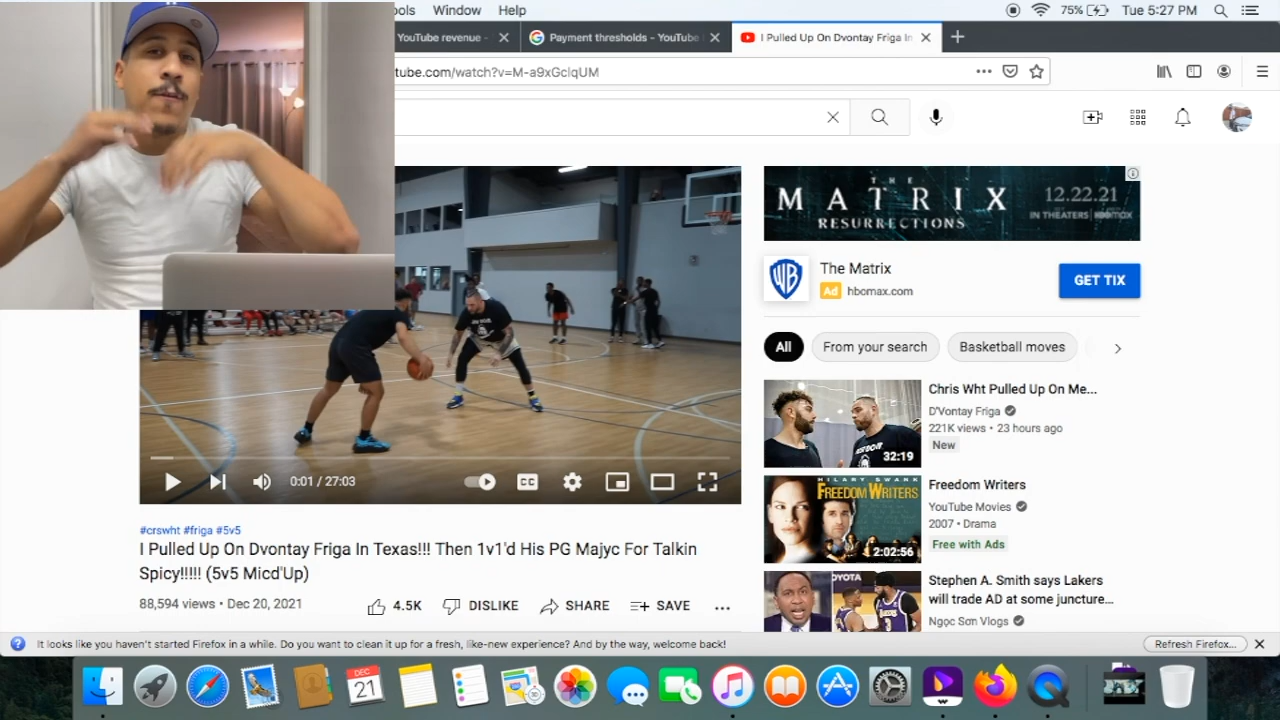 ools Window Help
75% Tue 5:27 PM
YouTube revenue -
Payment thresholds – YouTube
I Pulled Up On Dvontay Friga In
tube.com/watch?v=M-a9xGcIqUM
THE
MATRIX
RESURRECTIONS
12.22.21
IN THEATERS HBOMAX
The Matrix
Ad hbomax.com
GET TIX
All
From your search
Basketball moves
Chris Wht Pulled Up On Me...
D'Vontay Friga
221K views • 23 hours ago
New
32:19
HILARY SWANK
FREEDOM WRITERS
2:02:56
Freedom Writers
YouTube Movies
2007 • Drama
Free with Ads
Stephen A. Smith says Lakers
will trade AD at some juncture...
Ngọc Sơn Vlogs
0:01 / 27:03
CC
#crswht #friga #5v5
I Pulled Up On Dvontay Friga In Texas!!! Then 1v1'd His PG Majyc For Talkin
Spicy!!!!! (5v5 Micd'Up)
88,594 views • Dec 20, 2021
4.5K
DISLIKE
SHARE
SAVE
It looks like you haven't started Firefox in a while. Do you want to clean it up for a fresh, like-new experience? And by the way, welcome back!
Refresh Firefox...
DEC
21